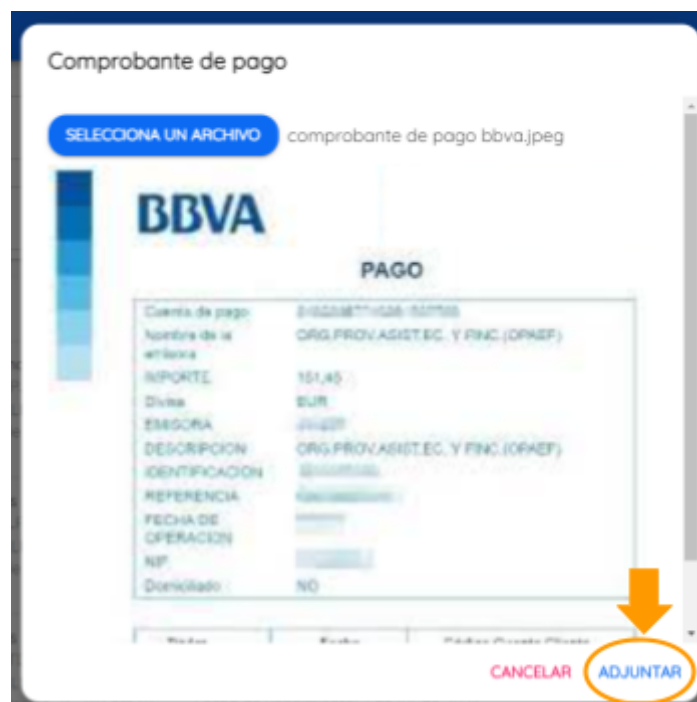 Comprobante de pago
SELECCIONA UN ARCHIVO comprobante de pago bbva.jpeg
BBVA
PAGO
Cuenta de pago
Nombre de la ORG.PROV.ASIST.EC. Y FINC.(OPAEF)
emisora
IMPORTE 151,45
Divisa EUR
EMISORA
DESCRIPCION ORG.PROV.ASIST.EC. Y FINC.(OPAEF)
IDENTIFICACION
REFERENCIA
FECHA DE
OPERACION
NIF
Domiciliado NO
CANCELAR ADJUNTAR